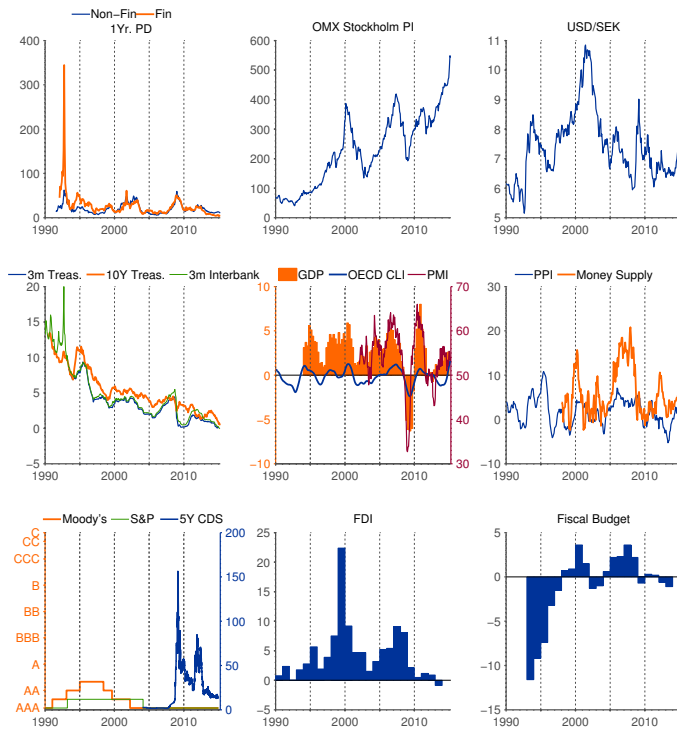 Non−Fin Fin
1Yr. PD
400
300
200
100
0
1990 2000 2010
OMX Stockholm PI
600
500
400
300
200
100
0
1990 2000 2010
USD/SEK
11
10
9
8
7
6
5
1990 2000 2010
3m Treas. 10Y Treas. 3m Interbank
20
15
10
5
0
−5
1990 2000 2010
GDP OECD CLI PMI
10
5
0
−5
−10
70
60
50
40
30
1990 2000 2010
PPI Money Supply
30
20
10
0
−10
1990 2000 2010
Moody's S&P 5Y CDS
C
CC
CCC
B
BB
BBB
A
AA
AAA
200
150
100
50
0
1990 2000 2010
FDI
25
20
15
10
5
0
−5
1990 2000 2010
Fiscal Budget
5
0
−5
−10
−15
1990 2000 2010